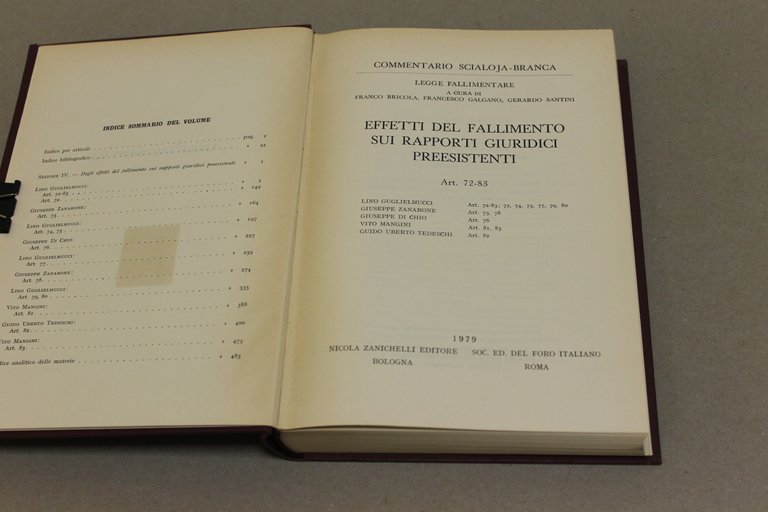 INDICE SOMMARIO DEL VOLUME
pag. V
Indice per articoli
Indice bibliografico » XI
SEZIONE IV. — Degli effetti del fallimento sui rapporti giuridici preesistenti » 1
LINO GUGLIELMUCCI:
Art. 72-83 » 1
Art. 72 » 149
GIUSEPPE ZANARONE:
Art. 73 » 164
LINO GUGLIELMUCCI:
Art. 74, 75 » 197
GIUSEPPE DI CHIO:
Art. 76 » 227
LINO GUGLIELMUCCI:
Art. 77 » 259
GIUSEPPE ZANARONE:
Art. 78 » 274
LINO GUGLIELMUCCI:
Art. 79, 80 » 333
VITO MANGINI:
Art. 81 » 388
GUIDO UBERTO TEDESCHI:
Art. 82 » 400
VITO MANGINI:
Art. 83 » 473
dice analitico delle materie » 483
COMMENTARIO SCIALOJA-BRANCA
LEGGE FALLIMENTARE
A CURA DI
FRANCO BRICOLA, FRANCESCO GALGANO, GERARDO SANTINI
EFFETTI DEL FALLIMENTO
SUI RAPPORTI GIURIDICI
PREESISTENTI
Art. 72-83
LINO GUGLIELMUCCI Art. 72-83; 72, 74, 75, 77, 79, 80
GIUSEPPE ZANARONE Art. 73, 78
GIUSEPPE DI CHIO Art. 76
VITO MANGINI Art. 81, 83
GUIDO UBERTO TEDESCHI Art. 82
1979
NICOLA ZANICHELLI EDITORE SOC. ED. DEL FORO ITALIANO
BOLOGNA ROMA